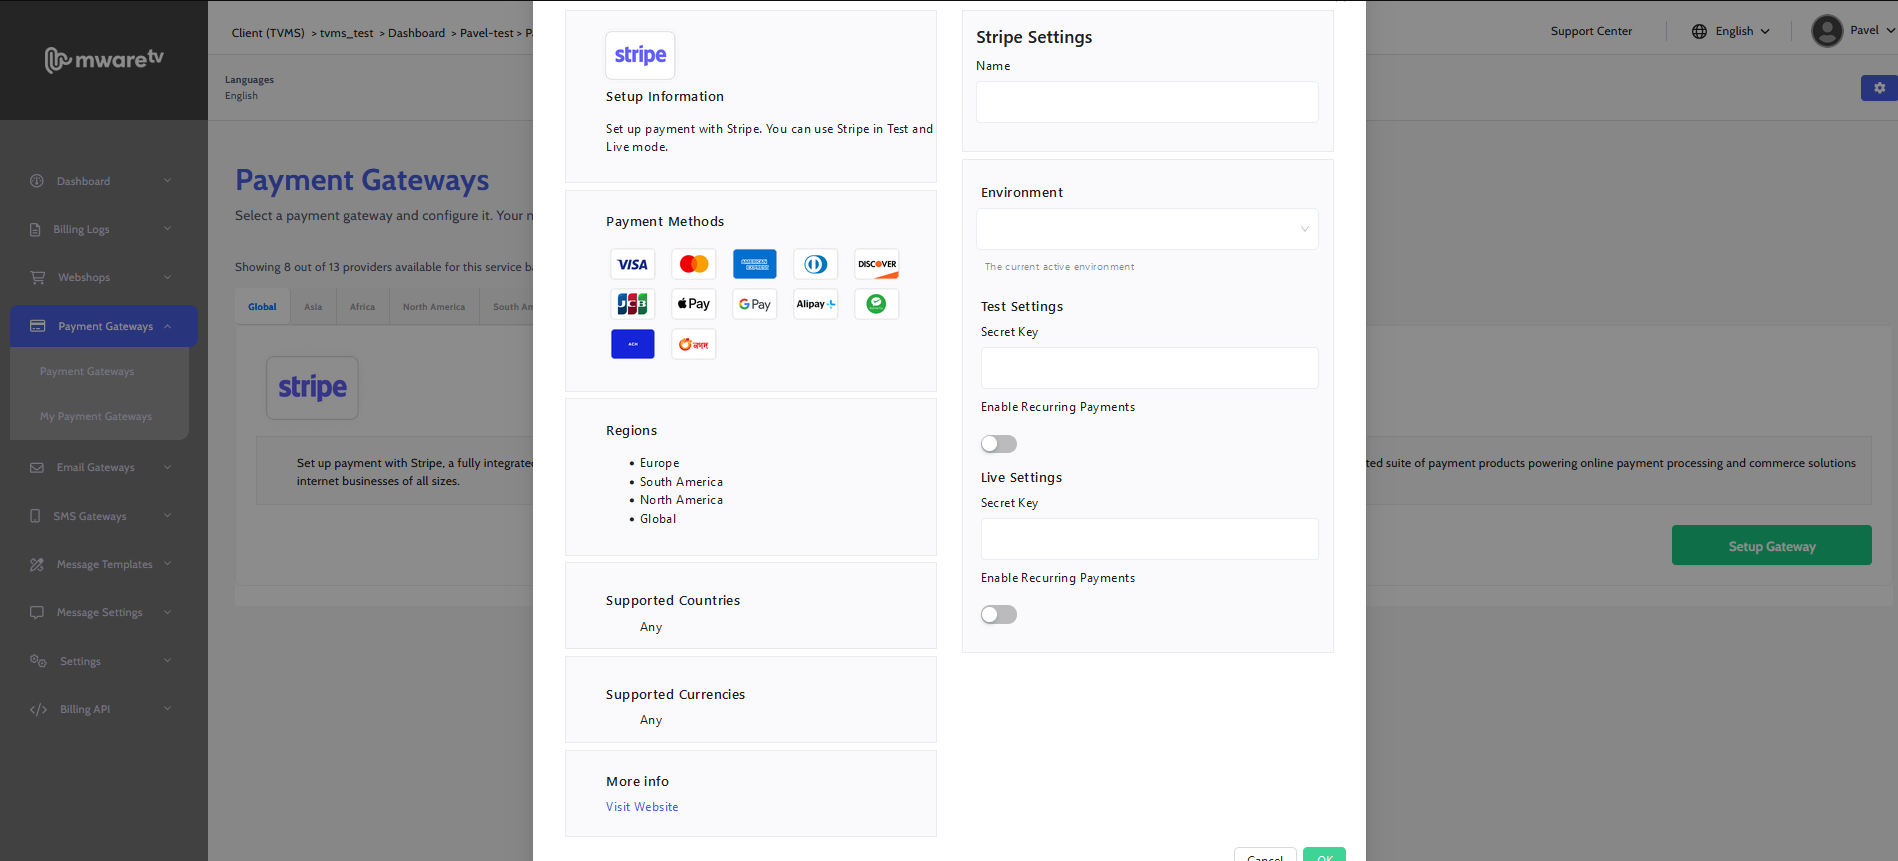 mwaretv
Client (TVMS) > tvms_test > Dashboard > Pavel-test >
Support Center
English
Pavel
Languages
English
Dashboard
Billing Logs
Webshops
Payment Gateways
Payment Gateways
My Payment Gateways
Email Gateways
SMS Gateways
Message Templates
Message Settings
Settings
Billing API
Payment Gateways
Select a payment gateway and configure it. Your
Showing 8 out of 13 providers available for this service
Global
Asia
Africa
North America
South
stripe
Set up payment with Stripe, a fully integrated
internet businesses of all sizes.
suite of payment products powering online payment processing and commerce solutions
Setup Gateway
stripe
Setup Information
Set up payment with Stripe. You can use Stripe in Test and
Live mode.
Payment Methods
VISA
AMERICAN
EXPRESS
DISCOVER
JCB
Pay
G Pay
Alipay+
ACH
Regions
• Europe
• South America
• North America
• Global
Supported Countries
Any
Supported Currencies
Any
More info
Visit Website
Stripe Settings
Name
Environment
The current active environment
Test Settings
Secret Key
Enable Recurring Payments
Live Settings
Secret Key
Enable Recurring Payments
Cancel
OK